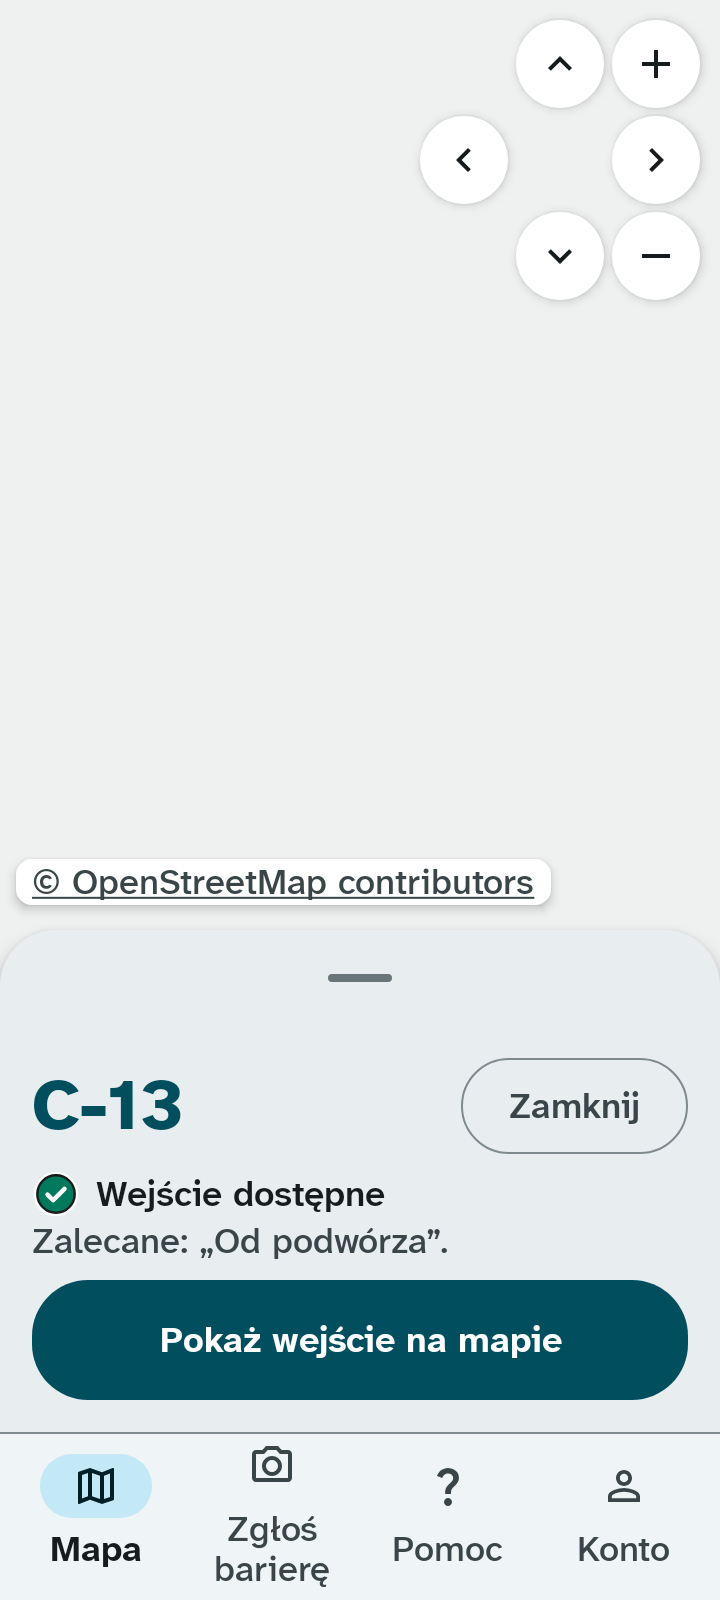 © OpenStreetMap contributors
C-13
Zamknij
Wejście dostępne
Zalecane: „Od podwórza”.
Pokaż wejście na mapie
Mapa
Zgłoś
barierę
Pomoc
Konto